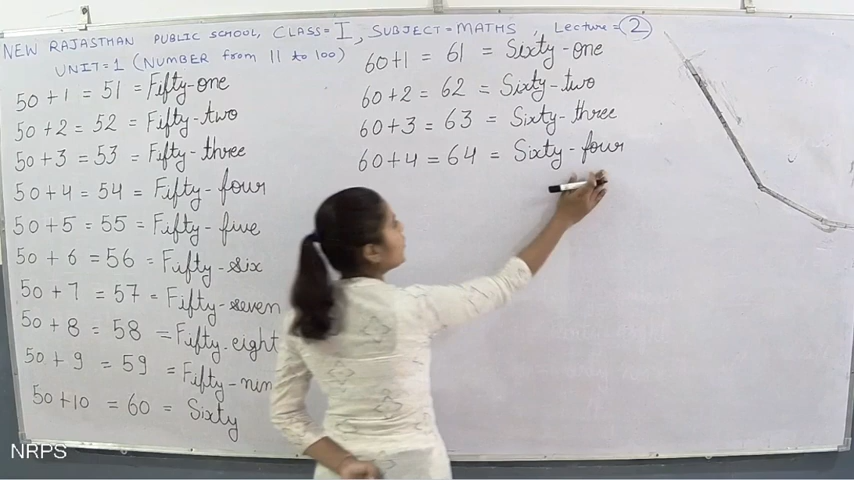 NEW RAJASTHAN PUBLIC SCHOOL, CLASS=I, SUBJECT=MATHS, Lecture=②
UNIT=1 (NUMBER from 11 to 100)
50+1 = 51 = Fifty-one
50+2 = 52 = Fifty-two
50+3 = 53 = Fifty-three
50+4 = 54 = Fifty-four
50+5 = 55 = Fifty-five
50+6 = 56 = Fifty-six
50+7 = 57 = Fifty-seven
50+8 = 58 = Fifty-eight
50+9 = 59 = Fifty-nin
50+10 = 60 = Sixty
60+1 = 61 = Sixty-one
60+2 = 62 = Sixty-two
60+3 = 63 = Sixty-three
60+4 = 64 = Sixty-four
NRPS